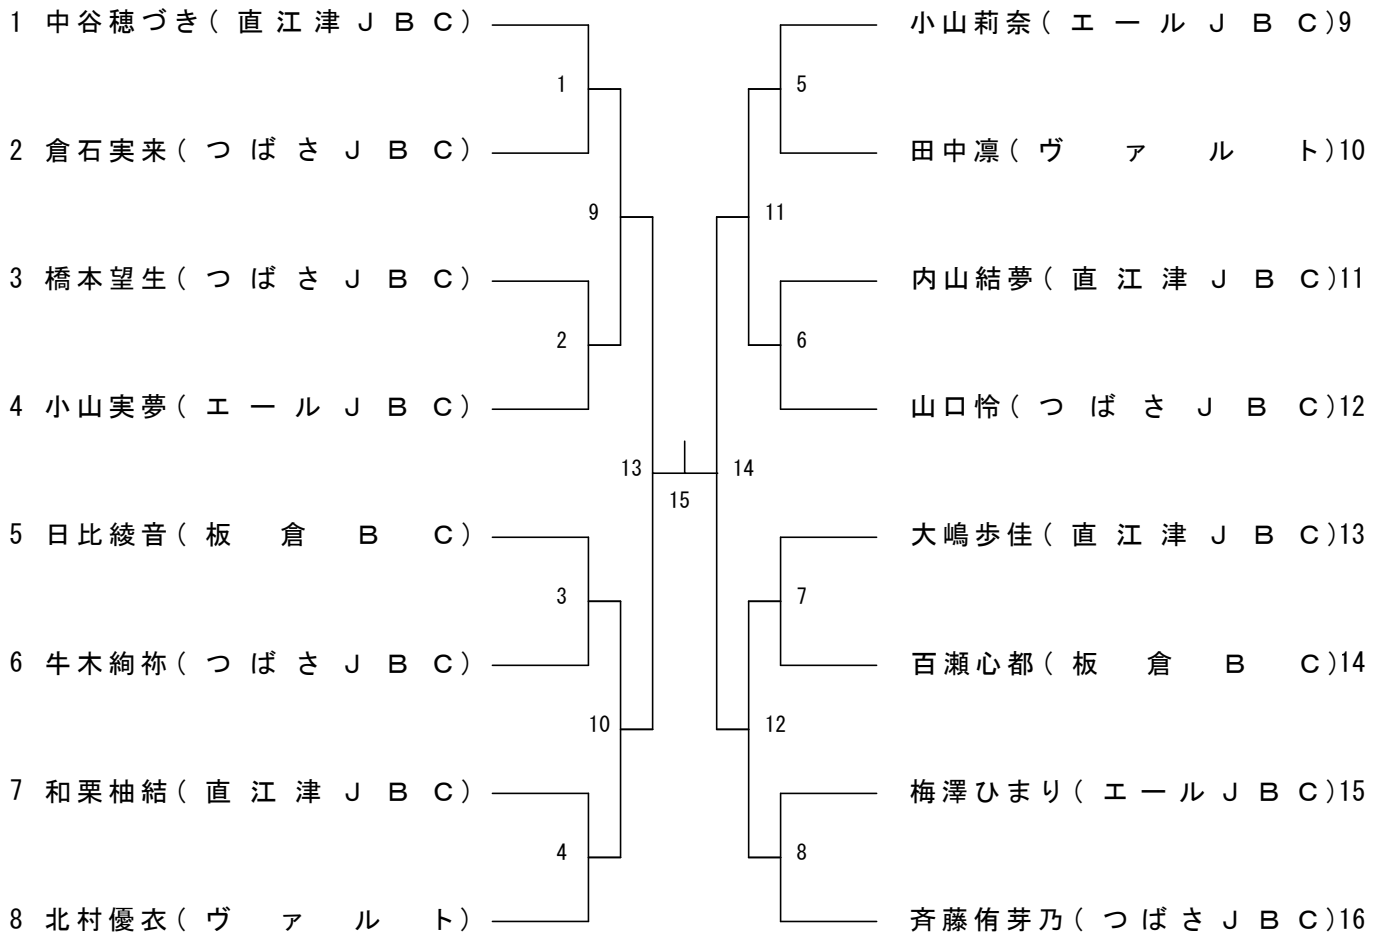 1 中谷穂づき(直江津JBC)
1
2 倉石実来(つばさJBC)
9
3 橋本望生(つばさJBC)
2
4 小山実夢(エールJBC)
13
5 日比綾音(板倉BC)
3
6 牛木絢祢(つばさJBC)
10
7 和栗柚結(直江津JBC)
4
8 北村優衣(ヴァルト)
15
小山莉奈(エールJBC)9
5
田中凛(ヴァルト)10
11
内山結夢(直江津JBC)11
6
山口怜(つばさJBC)12
14
大嶋歩佳(直江津JBC)13
7
百瀬心都(板倉BC)14
12
梅澤ひまり(エールJBC)15
8
斉藤侑芽乃(つばさJBC)16